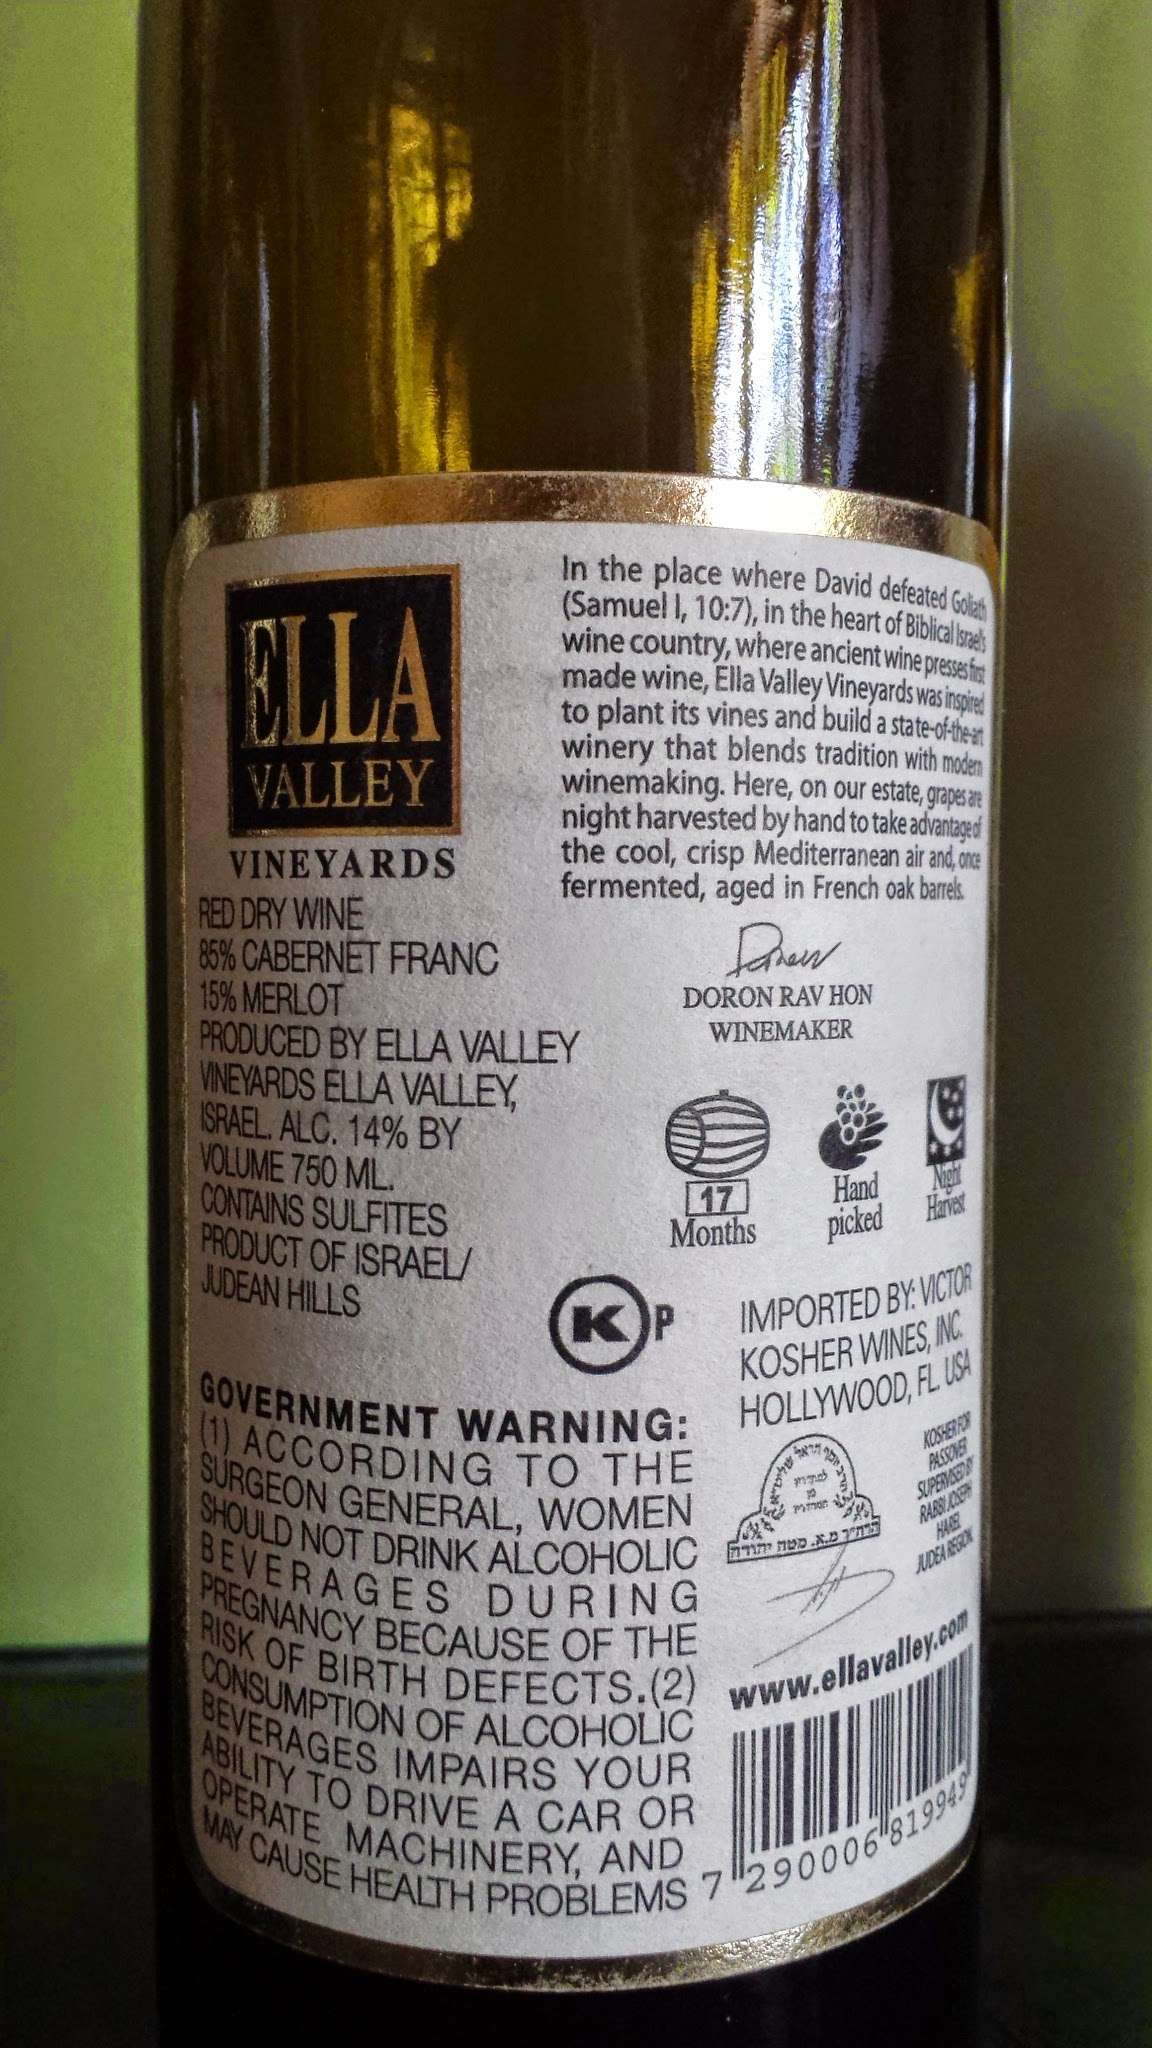 ELLA
VALLEY
VINEYARDS
RED DRY WINE
85% CABERNET FRANC
15% MERLOT
PRODUCED BY ELLA VALLEY
VINEYARDS ELLA VALLEY,
ISRAEL. ALC. 14% BY
VOLUME 750 ML.
CONTAINS SULFITES
PRODUCT OF ISRAEL/
JUDEAN HILLS
In the place where David defeated Goliath
(Samuel I, 10:7), in the heart of Biblical Israel's
wine country, where ancient wine presses first
made wine, Ella Valley Vineyards was inspired
to plant its vines and build a state-of-the-art
winery that blends tradition with modern
winemaking. Here, on our estate, grapes are
night harvested by hand to take advantage of
the cool, crisp Mediterranean air and, once
fermented, aged in French oak barrels.
DORON RAV HON
WINEMAKER
17
Months
Hand
picked
Night
Harvest
K P
IMPORTED BY: VICTOR
KOSHER WINES, INC.
HOLLYWOOD, FL. USA
GOVERNMENT WARNING:
(1) ACCORDING TO THE
SURGEON GENERAL, WOMEN
SHOULD NOT DRINK ALCOHOLIC
BEVERAGES DURING
PREGNANCY BECAUSE OF THE
RISK OF BIRTH DEFECTS.(2)
CONSUMPTION OF ALCOHOLIC
BEVERAGES IMPAIRS YOUR
ABILITY TO DRIVE A CAR OR
OPERATE MACHINERY, AND
MAY CAUSE HEALTH PROBLEMS
הרב יוסף הראל שליט"א
מ.א. מטה יהודה
KOSHER FOR
PASSOVER
SUPERVISED BY
RABBI JOSEPH
HAREL
JUDEA REGION
www.ellavalley.com
7 290006 819949